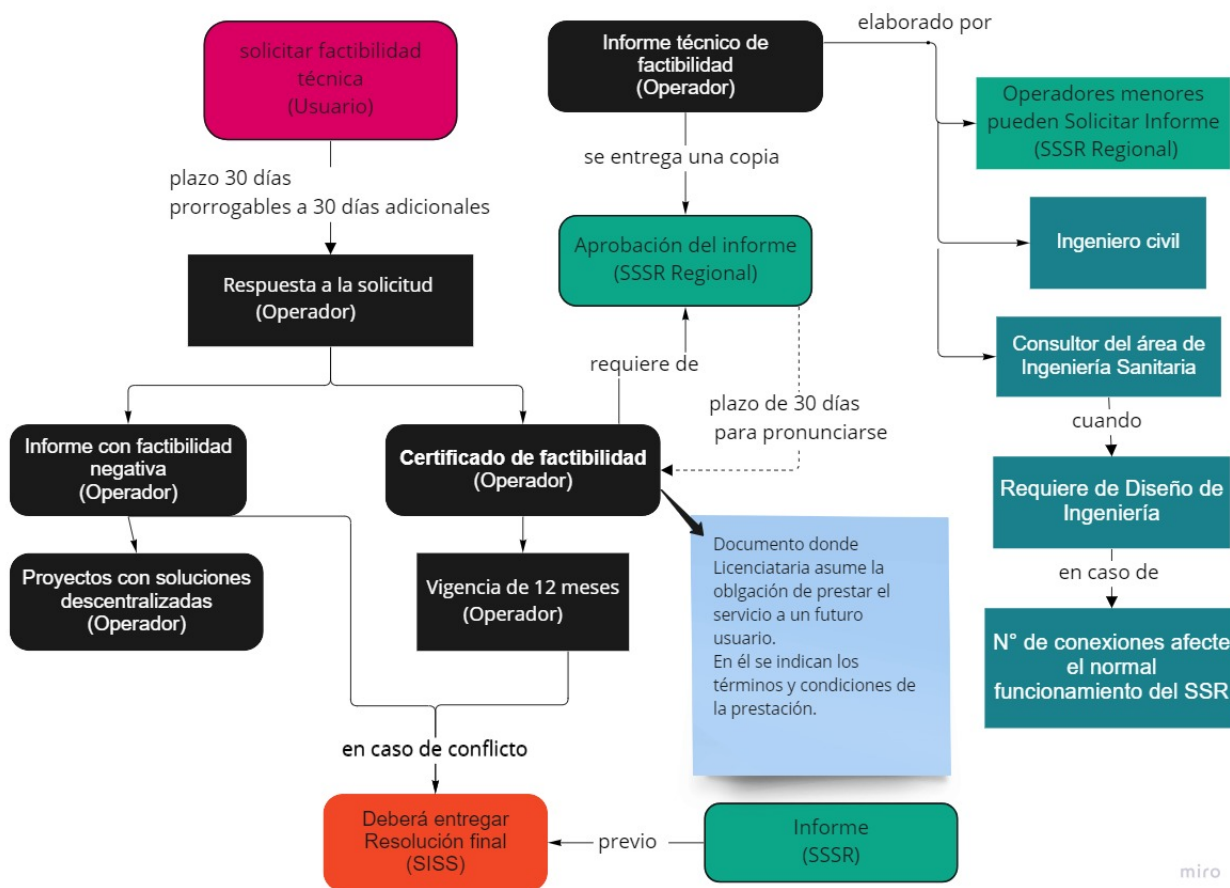 solicitar factibilidad
técnica
(Usuario)
plazo 30 días
prorrogables a 30 días adicionales
Respuesta a la solicitud
(Operador)
Informe con factibilidad
negativa
(Operador)
Proyectos con soluciones
descentralizadas
(Operador)
Certificado de factibilidad
(Operador)
Vigencia de 12 meses
(Operador)
en caso de conflicto
Deberá entregar
Resolución final
(SISS)
previo
Informe
(SSSR)
Informe técnico de
factibilidad
(Operador)
se entrega una copia
Aprobación del informe
(SSSR Regional)
requiere de
plazo de 30 días
para pronunciarse
Documento donde
Licenciataria asume la
oblgación de prestar el
servicio a un futuro
usuario.
En él se indican los
términos y condiciones de
la prestación.
elaborado por
Operadores menores
pueden Solicitar Informe
(SSSR Regional)
Ingeniero civil
Consultor del área de
Ingeniería Sanitaria
cuando
Requiere de Diseño de
Ingeniería
en caso de
N° de conexiones afecte
el normal
funcionamiento del SSR
miro